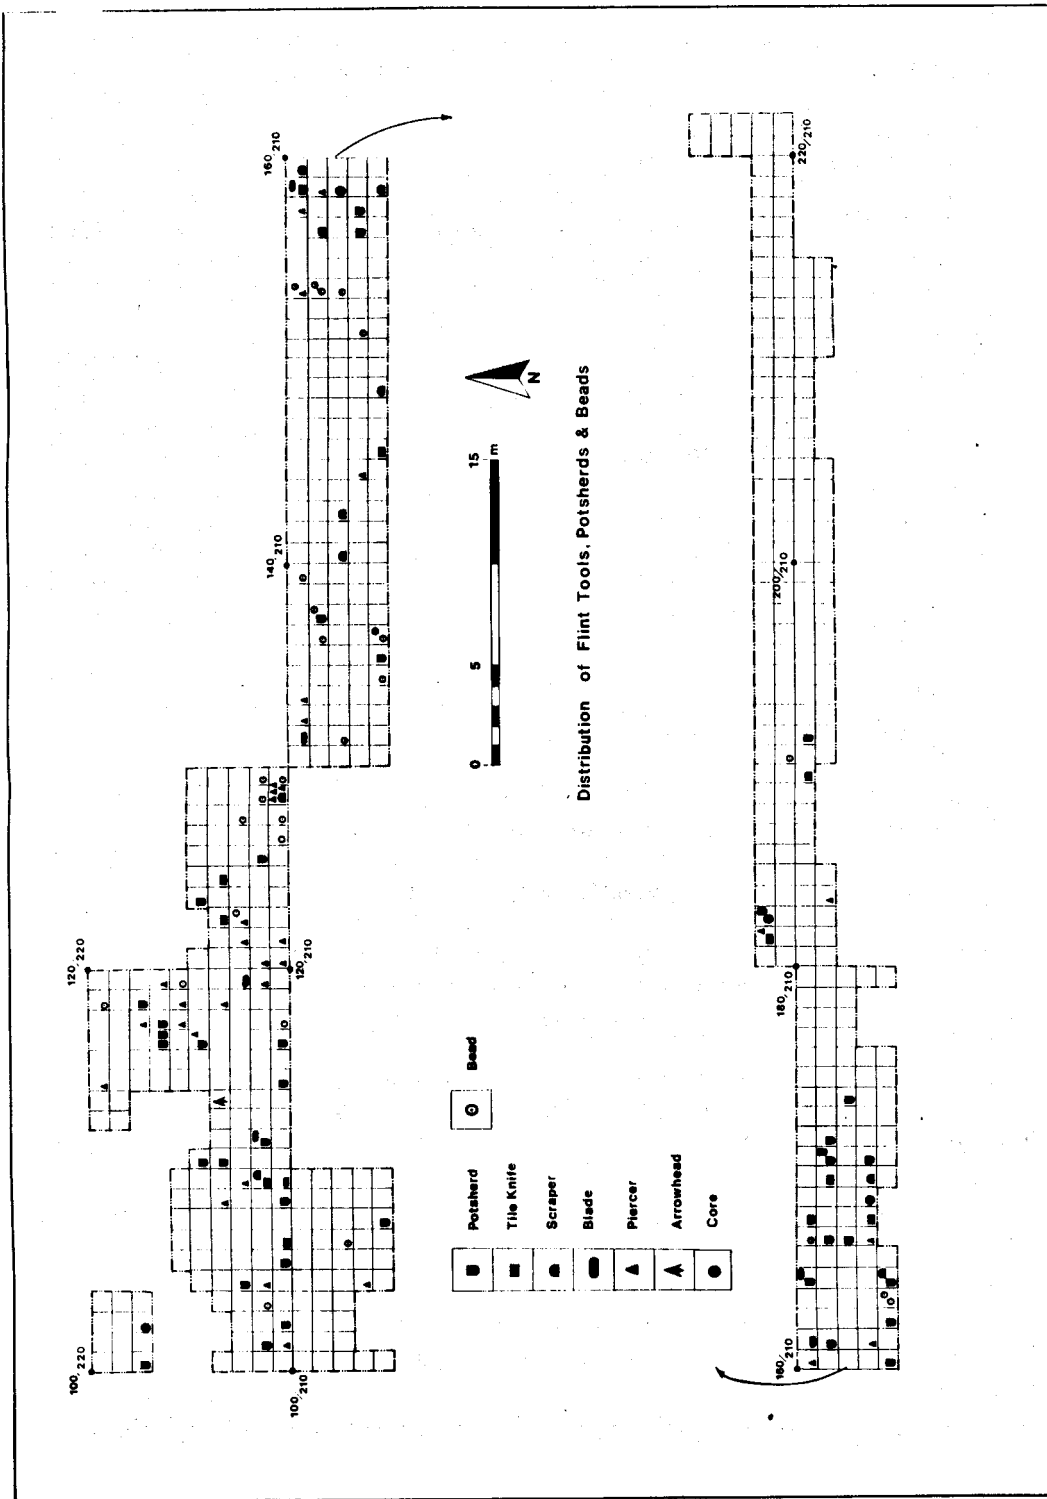 100/220
120/220
100/210
120/210
140/210
160/210
0 5 15 m
N
Distribution of Flint Tools, Potsherds & Beads
Potsherd
Tile Knife
Scraper
Blade
Piercer
Arrowhead
Core
Bead
160/210
180/210
200/210
220/210